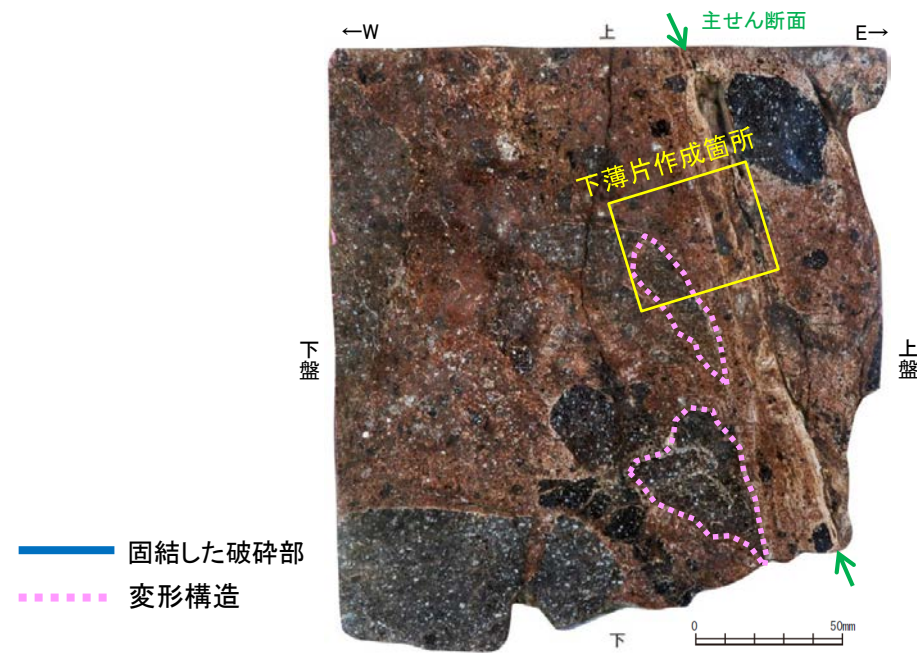 ←W
上
主せん断面
E→
下薄片作成箇所
下盤
上盤
固結した破砕部
変形構造
下
0
50mm